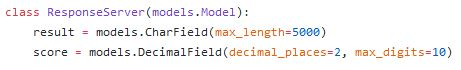 class ResponseServer(models.Model):
    result = models.CharField(max_length=5000)
    score = models.DecimalField(decimal_places=2, max_digits=10)